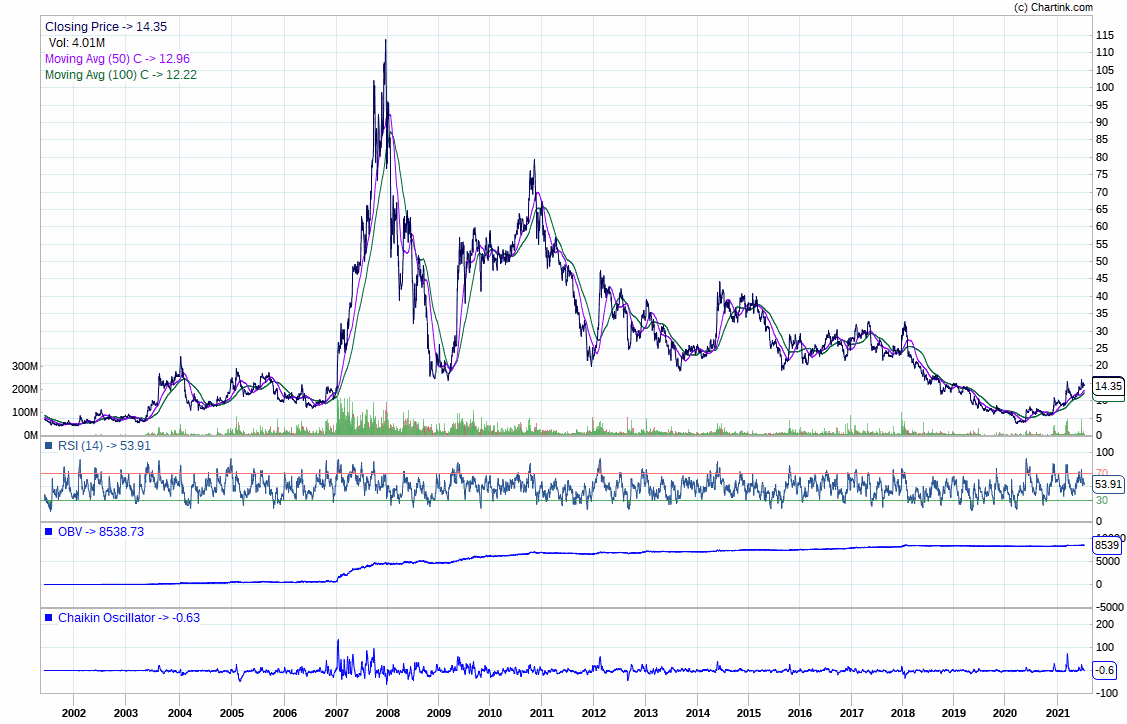 (c) Chartink.com
Closing Price -> 14.35
Vol: 4.01M
Moving Avg (50) C -> 12.96
Moving Avg (100) C -> 12.22
115
110
105
100
95
90
85
80
75
70
65
60
55
50
45
40
35
30
25
20
14.35
10
5
0
300M
200M
100M
0M
RSI (14) -> 53.91
100
70
53.91
30
0
OBV -> 8538.73
10000
8539
5000
0
-5000
Chaikin Oscillator -> -0.63
200
100
-0.6
-100
2002 2003 2004 2005 2006 2007 2008 2009 2010 2011 2012 2013 2014 2015 2016 2017 2018 2019 2020 2021